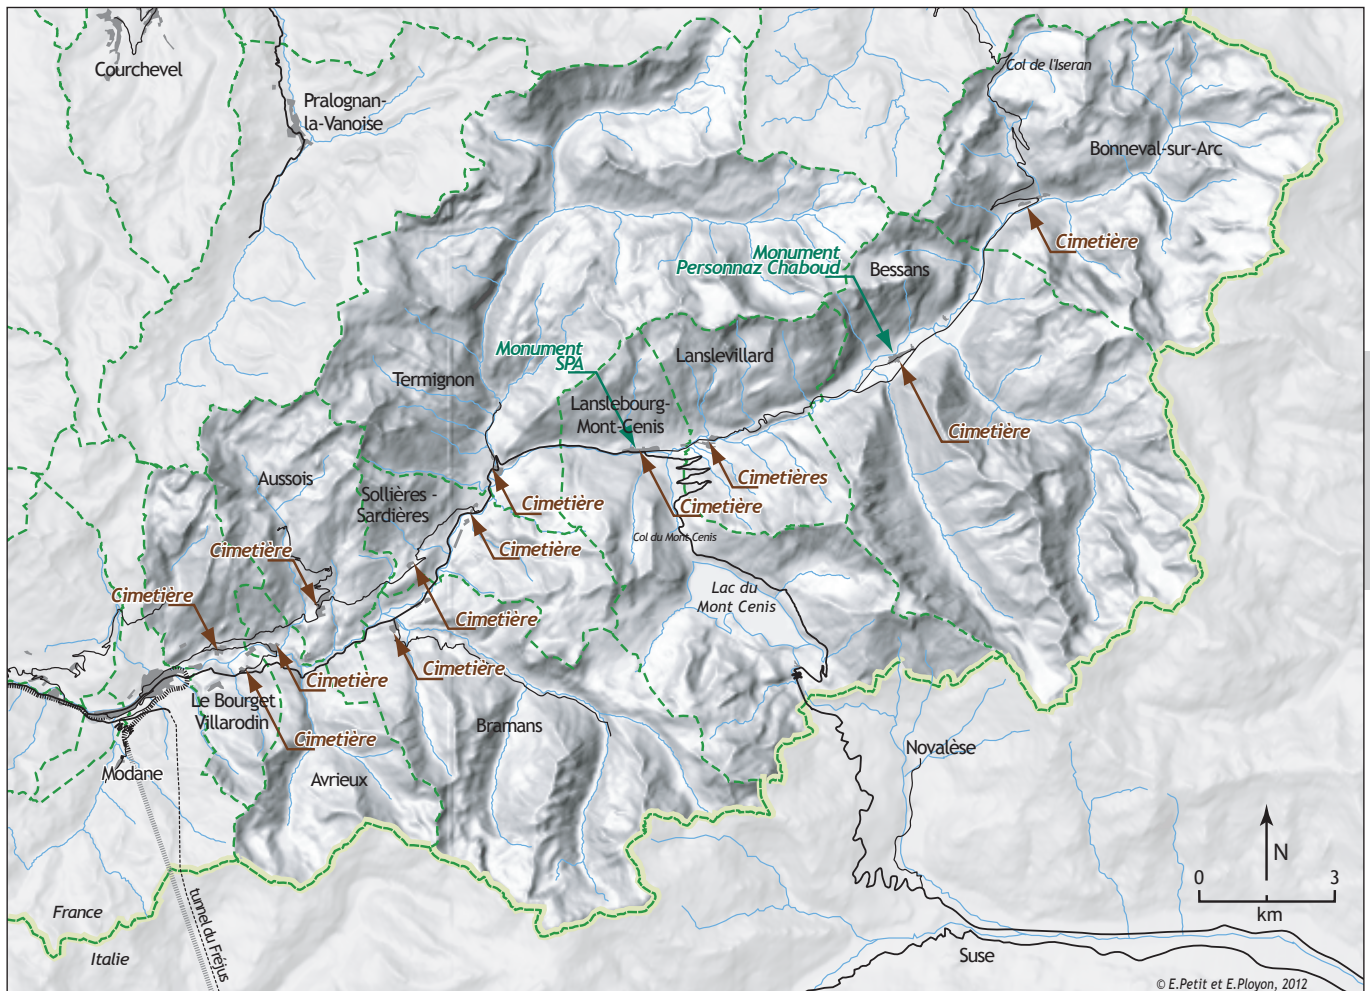 Courchevel
Pralognan-
la-Vanoise
Col de l'Iseran
Bonneval-sur-Arc
Cimetière
Monument
Personnaz Chaboud
Bessans
Monument
SPA
Lanslevillard
Termignon
Lanslebourg-
Mont-Cenis
Cimetière
Aussois
Sollières -
Sardières
Cimetières
Cimetière
Cimetière
Col du Mont Cenis
Cimetière
Cimetière
Cimetière
Lac du
Mont Cenis
Cimetière
Cimetière
Cimetière
Le Bourget
Villarodin
Cimetière
Bramans
Novalèse
Modane
Avrieux
N
0 3
km
France
Italie
tunnel du Fréjus
Suse
© E.Petit et E.Ployon, 2012